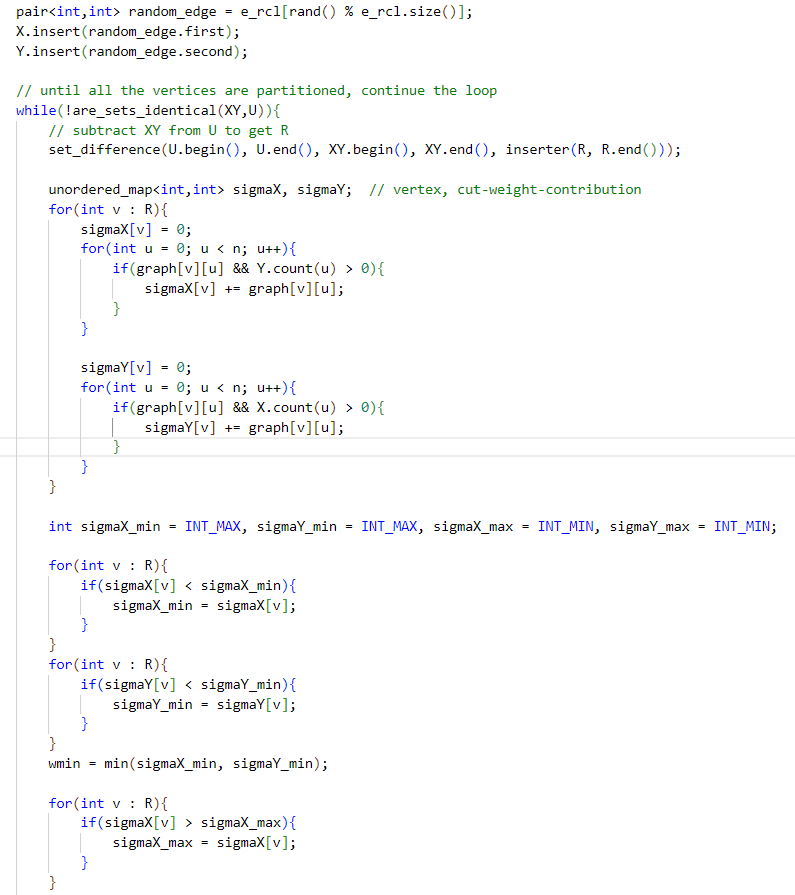 pair<int,int> random_edge = e_rcl[rand() % e_rcl.size()];
X.insert(random_edge.first);
Y.insert(random_edge.second);

// until all the vertices are partitioned, continue the loop
while(!are_sets_identical(XY,U)){
    // subtract XY from U to get R
    set_difference(U.begin(), U.end(), XY.begin(), XY.end(), inserter(R, R.end()));

    unordered_map<int,int> sigmaX, sigmaY;  // vertex, cut-weight-contribution
    for(int v : R){
        sigmaX[v] = 0;
        for(int u = 0; u < n; u++){
            if(graph[v][u] && Y.count(u) > 0){
                sigmaX[v] += graph[v][u];
            }
        }

        sigmaY[v] = 0;
        for(int u = 0; u < n; u++){
            if(graph[v][u] && X.count(u) > 0){
                sigmaY[v] += graph[v][u];
            }
        }
    }

    int sigmaX_min = INT_MAX, sigmaY_min = INT_MAX, sigmaX_max = INT_MIN, sigmaY_max = INT_MIN;

    for(int v : R){
        if(sigmaX[v] < sigmaX_min){
            sigmaX_min = sigmaX[v];
        }
    }
    for(int v : R){
        if(sigmaY[v] < sigmaY_min){
            sigmaY_min = sigmaY[v];
        }
    }
    wmin = min(sigmaX_min, sigmaY_min);

    for(int v : R){
        if(sigmaX[v] > sigmaX_max){
            sigmaX_max = sigmaX[v];
        }
    }